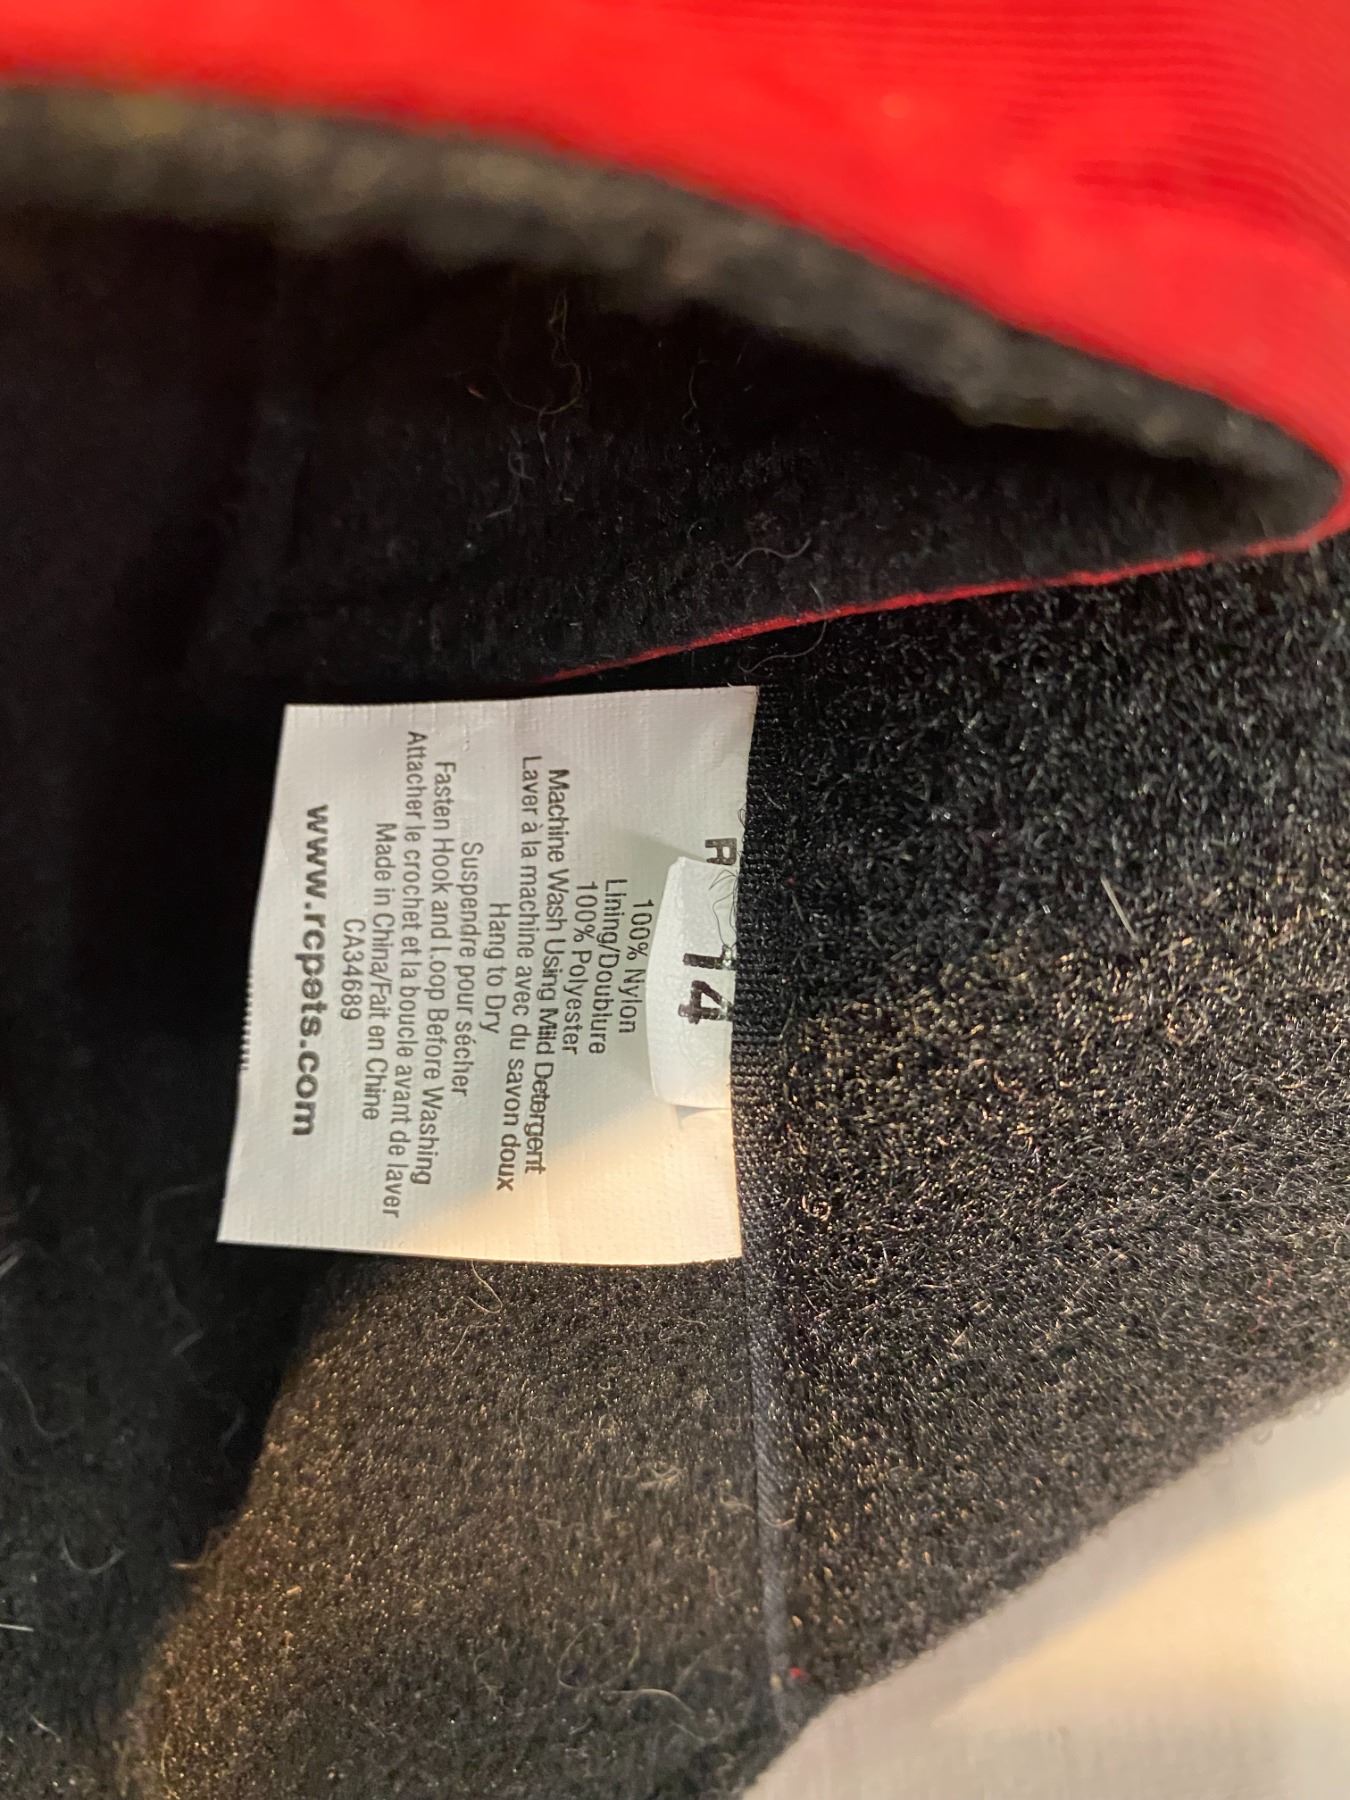 R
14
100% Nylon
Lining/Doublure
100% Polyester
Machine Wash Using Mild Detergent
Laver à la machine avec du savon doux
Hang to Dry
Suspendre pour sécher
Fasten Hook and Loop Before Washing
Attacher le crochet et la boucle avant de laver
Made in China/Fait en Chine
CA34689
www.rcpets.com